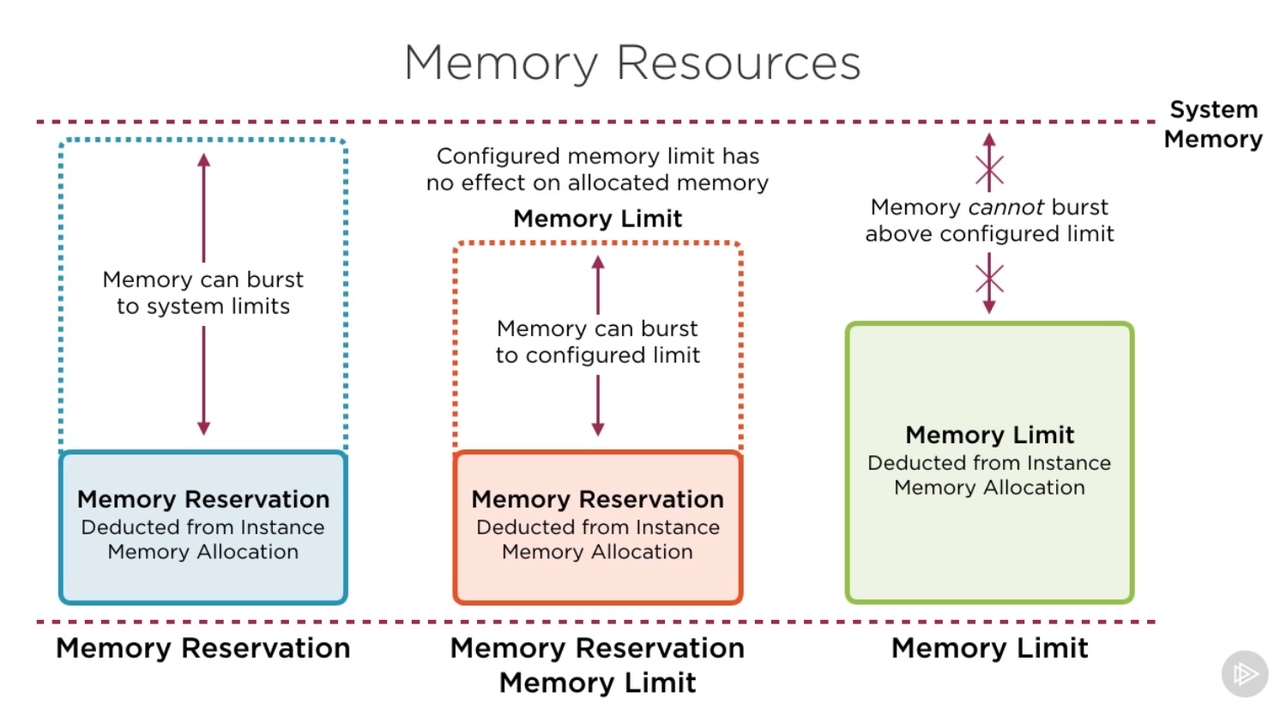 Memory Resources
System
Memory
Memory can burst
to system limits
Memory Reservation
Deducted from Instance
Memory Allocation
Memory Reservation
Configured memory limit has
no effect on allocated memory
Memory Limit
Memory can burst
to configured limit
Memory Reservation
Deducted from Instance
Memory Allocation
Memory Reservation
Memory Limit
Memory cannot burst
above configured limit
Memory Limit
Deducted from Instance
Memory Allocation
Memory Limit